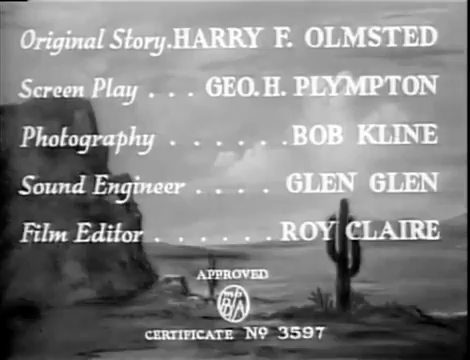 Original Story.HARRY F. OLMSTED
Screen Play . . . GEO. H. PLYMPTON
Photography . . . . . . BOB KLINE
Sound Engineer . . . . GLEN GLEN
Film Editor . . . . . . ROY CLAIRE
APPROVED
CERTIFICATE Nº 3597